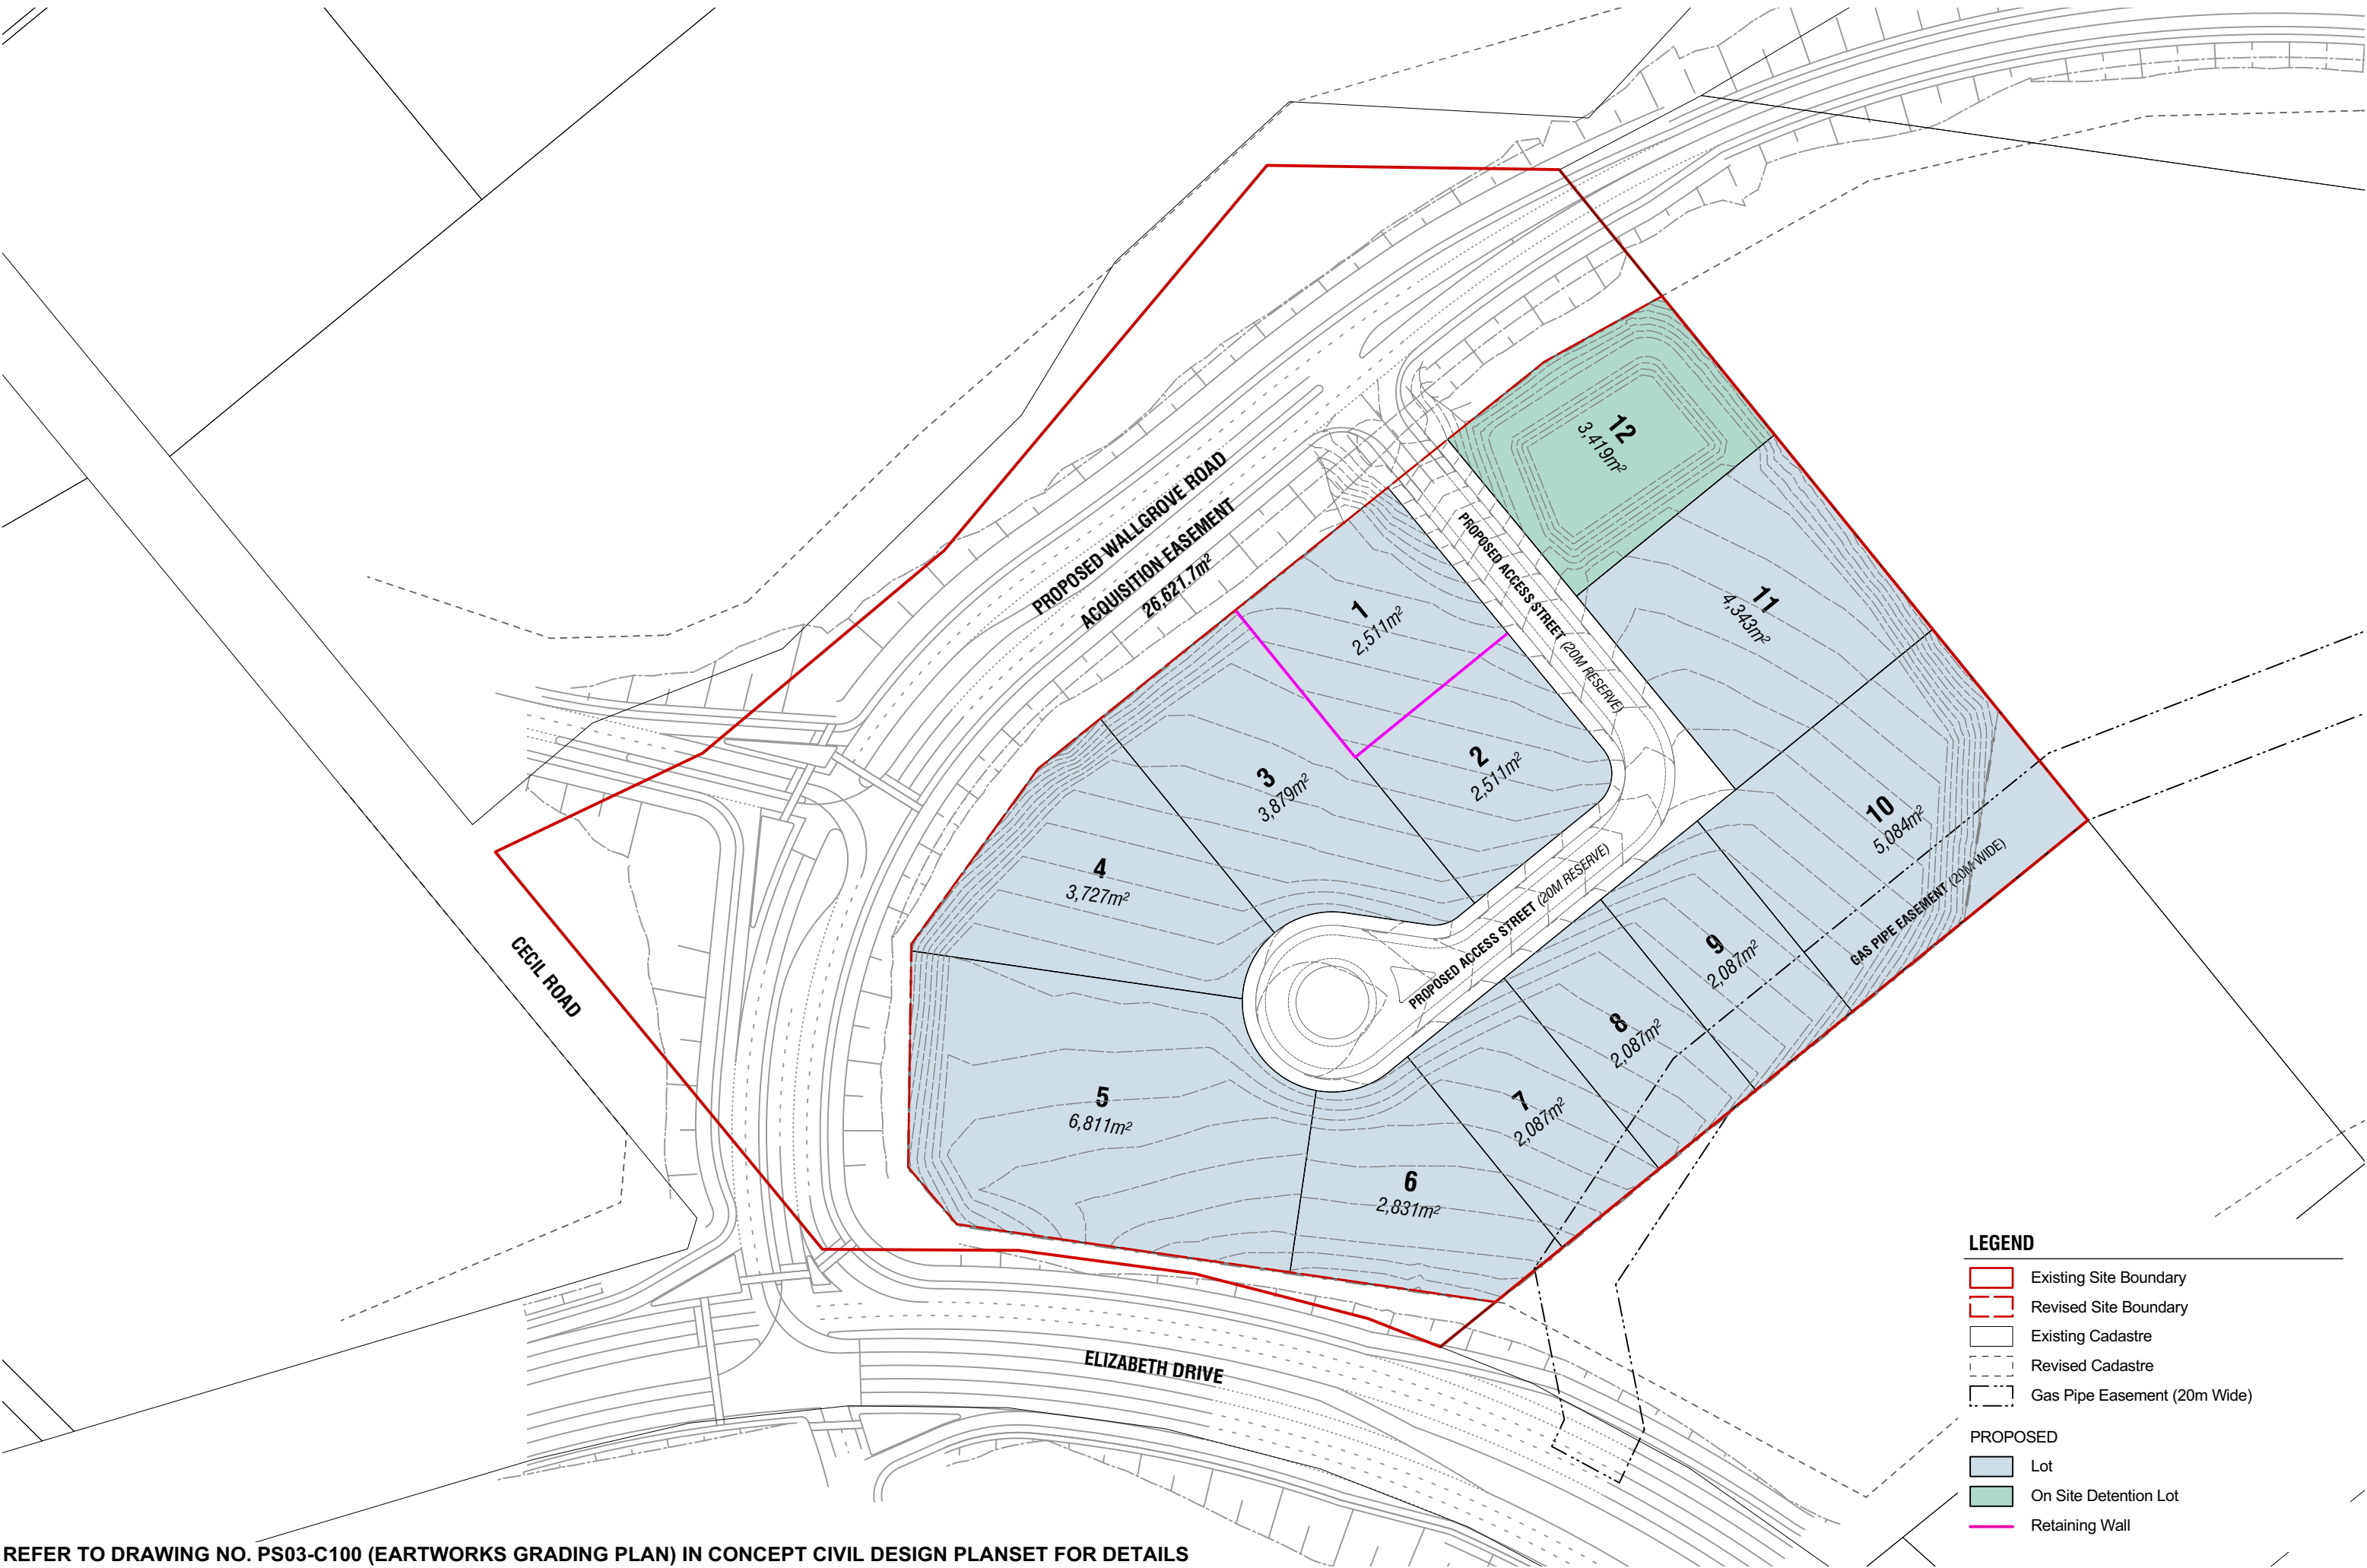 PROPOSED WALLGROVE ROAD
ACQUISITION EASEMENT
26,621.7m²
12
3,419m²
PROPOSED ACCESS STREET (20M RESERVE)
11
4,343m²
1
2,511m²
2
2,511m²
3
3,879m²
4
3,727m²
10
5,084m²
GAS PIPE EASEMENT (20M WIDE)
PROPOSED ACCESS STREET (20M RESERVE)
9
2,087m²
8
2,087m²
7
2,087m²
5
6,811m²
6
2,831m²
CECIL ROAD
ELIZABETH DRIVE
LEGEND
Existing Site Boundary
Revised Site Boundary
Existing Cadastre
Revised Cadastre
Gas Pipe Easement (20m Wide)
PROPOSED
Lot
On Site Detention Lot
Retaining Wall
REFER TO DRAWING NO. PS03-C100 (EARTWORKS GRADING PLAN) IN CONCEPT CIVIL DESIGN PLANSET FOR DETAILS